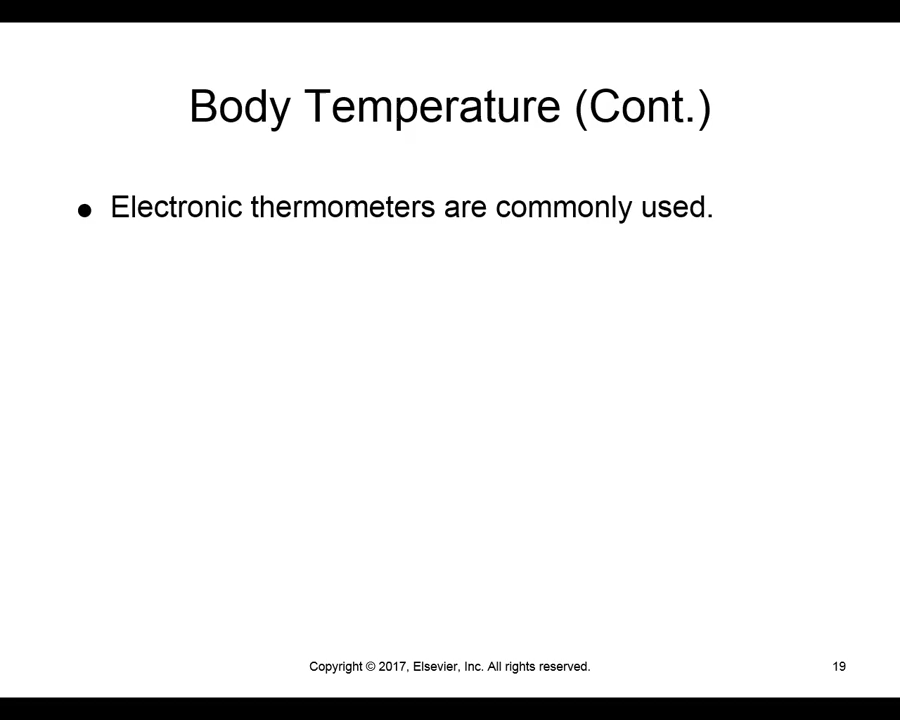 Body Temperature (Cont.)
● Electronic thermometers are commonly used.
Copyright © 2017, Elsevier, Inc. All rights reserved.
19